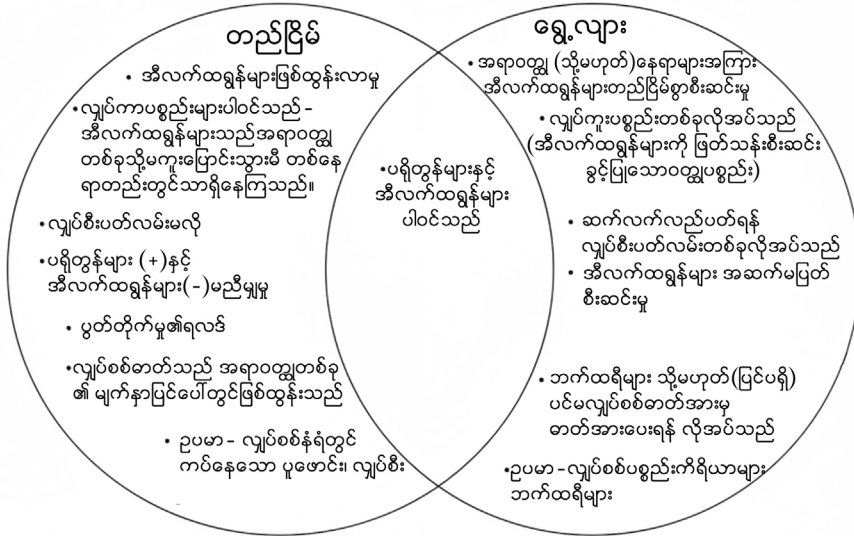 တည်ငြိမ်
• အီလက်ထရွန်များဖြစ်ထွန်းလာမှု
•လျှပ်ကာပစ္စည်းများပါဝင်သည် –
အီလက်ထရွန်များသည်အရာဝတ္ထု
တစ်ခုသို့မကူးပြောင်းသွားမီ တစ်နေ
ရာတည်းတွင်သာရှိနေကြသည်။
•လျှပ်စီးပတ်လမ်းမလို
•ပရိုတွန်များ (+)နှင့်
အီလက်ထရွန်များ(-)မညီမျှမှု
• ပွတ်တိုက်မှု၏ရလဒ်
•လျှပ်စစ်ဓာတ်သည် အရာဝတ္ထုတစ်ခု
၏ မျက်နှာပြင်ပေါ်တွင်ဖြစ်ထွန်းသည်
• ဥပမာ – လျှပ်စစ်နံရံတွင်
ကပ်နေသော ပူဖောင်း၊ လျှပ်စီး
•ပရိုတွန်များနှင့်
အီလက်ထရွန်များ
ပါဝင်သည်
ရွေ့လျား
• အရာဝတ္ထု (သို့မဟုတ်)နေရာများအကြား
အီလက်ထရွန်များတည်ငြိမ်စွာစီးဆင်းမှု
• လျှပ်ကူးပစ္စည်းတစ်ခုလိုအပ်သည်
(အီလက်ထရွန်များကို ဖြတ်သန်းစီးဆင်း
ခွင့်ပြုသောဝတ္ထုပစ္စည်း)
• ဆက်လက်လည်ပတ်ရန်
လျှပ်စီးပတ်လမ်းတစ်ခုလိုအပ်သည်
• အီလက်ထရွန်များ အဆက်မပြတ်
စီးဆင်းမှု
• ဘက်ထရီများ သို့မဟုတ်(ပြင်ပရှိ)
ပင်မလျှပ်စစ်ဓာတ်အားမှ
ဓာတ်အားပေးရန် လိုအပ်သည်
•ဥပမာ –လျှပ်စစ်ပစ္စည်းကိရိယာများ
ဘက်ထရီများ